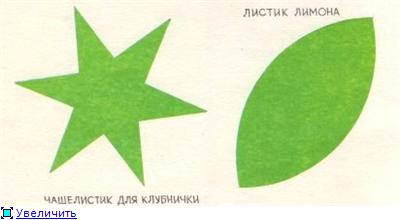 ЛИСТИК ЛИМОНА
ЧАШЕЛИСТИК ДЛЯ КЛУБНИЧКИ
Увеличить